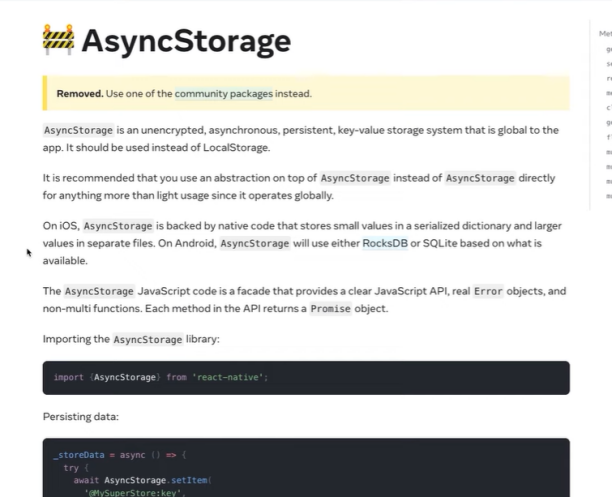 🚧 AsyncStorage
Removed. Use one of the community packages instead.
AsyncStorage is an unencrypted, asynchronous, persistent, key-value storage system that is global to the
app. It should be used instead of LocalStorage.
It is recommended that you use an abstraction on top of AsyncStorage instead of AsyncStorage directly
for anything more than light usage since it operates globally.
On iOS, AsyncStorage is backed by native code that stores small values in a serialized dictionary and larger
values in separate files. On Android, AsyncStorage will use either RocksDB or SQLite based on what is
available.
The AsyncStorage JavaScript code is a facade that provides a clear JavaScript API, real Error objects, and
non-multi functions. Each method in the API returns a Promise object.
Importing the AsyncStorage library:
import {AsyncStorage} from 'react-native';
Persisting data:
_storeData = async () => {
try {
await AsyncStorage.setItem(
'@MySuperStore:key',